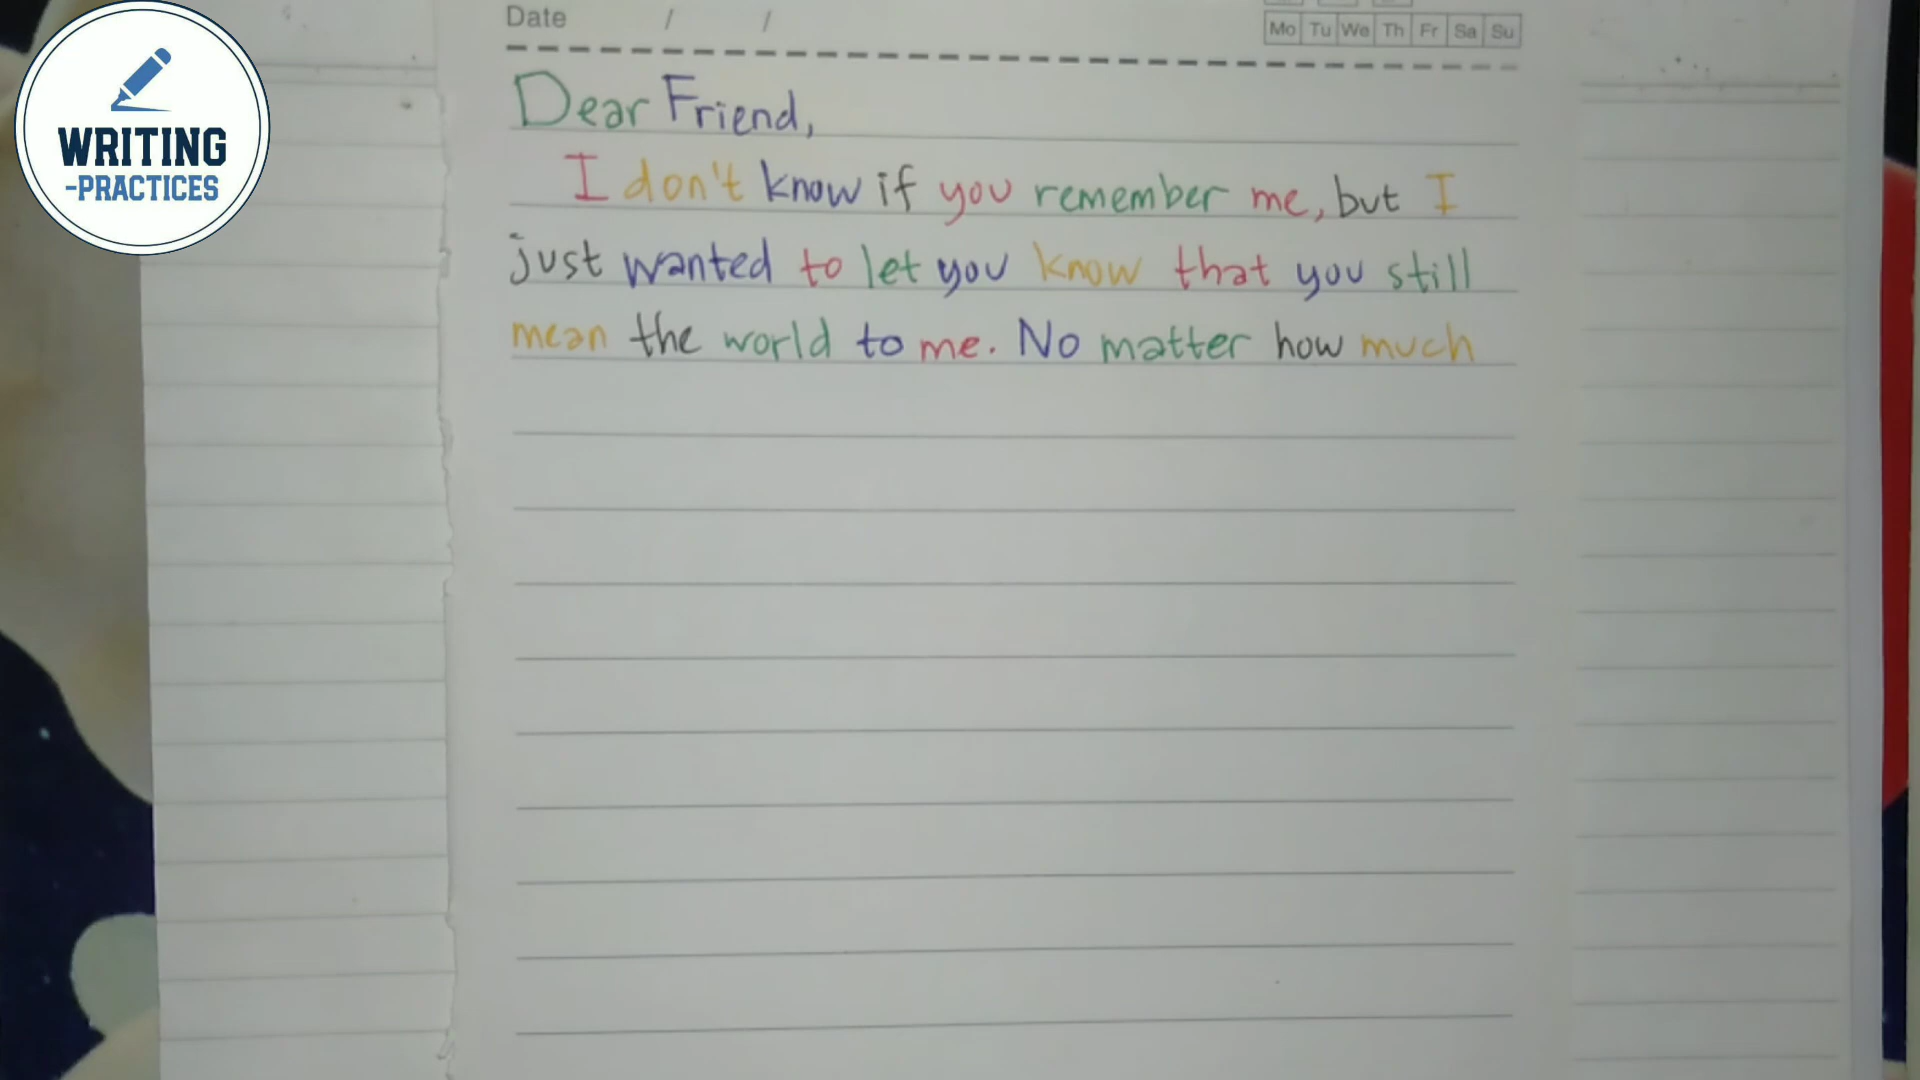 WRITING
-PRACTICES
Date / /
Mo Tu We Th Fr Sa Su
Dear Friend,
I don't know if you remember me, but I
just wanted to let you know that you still
mean the world to me. No matter how much